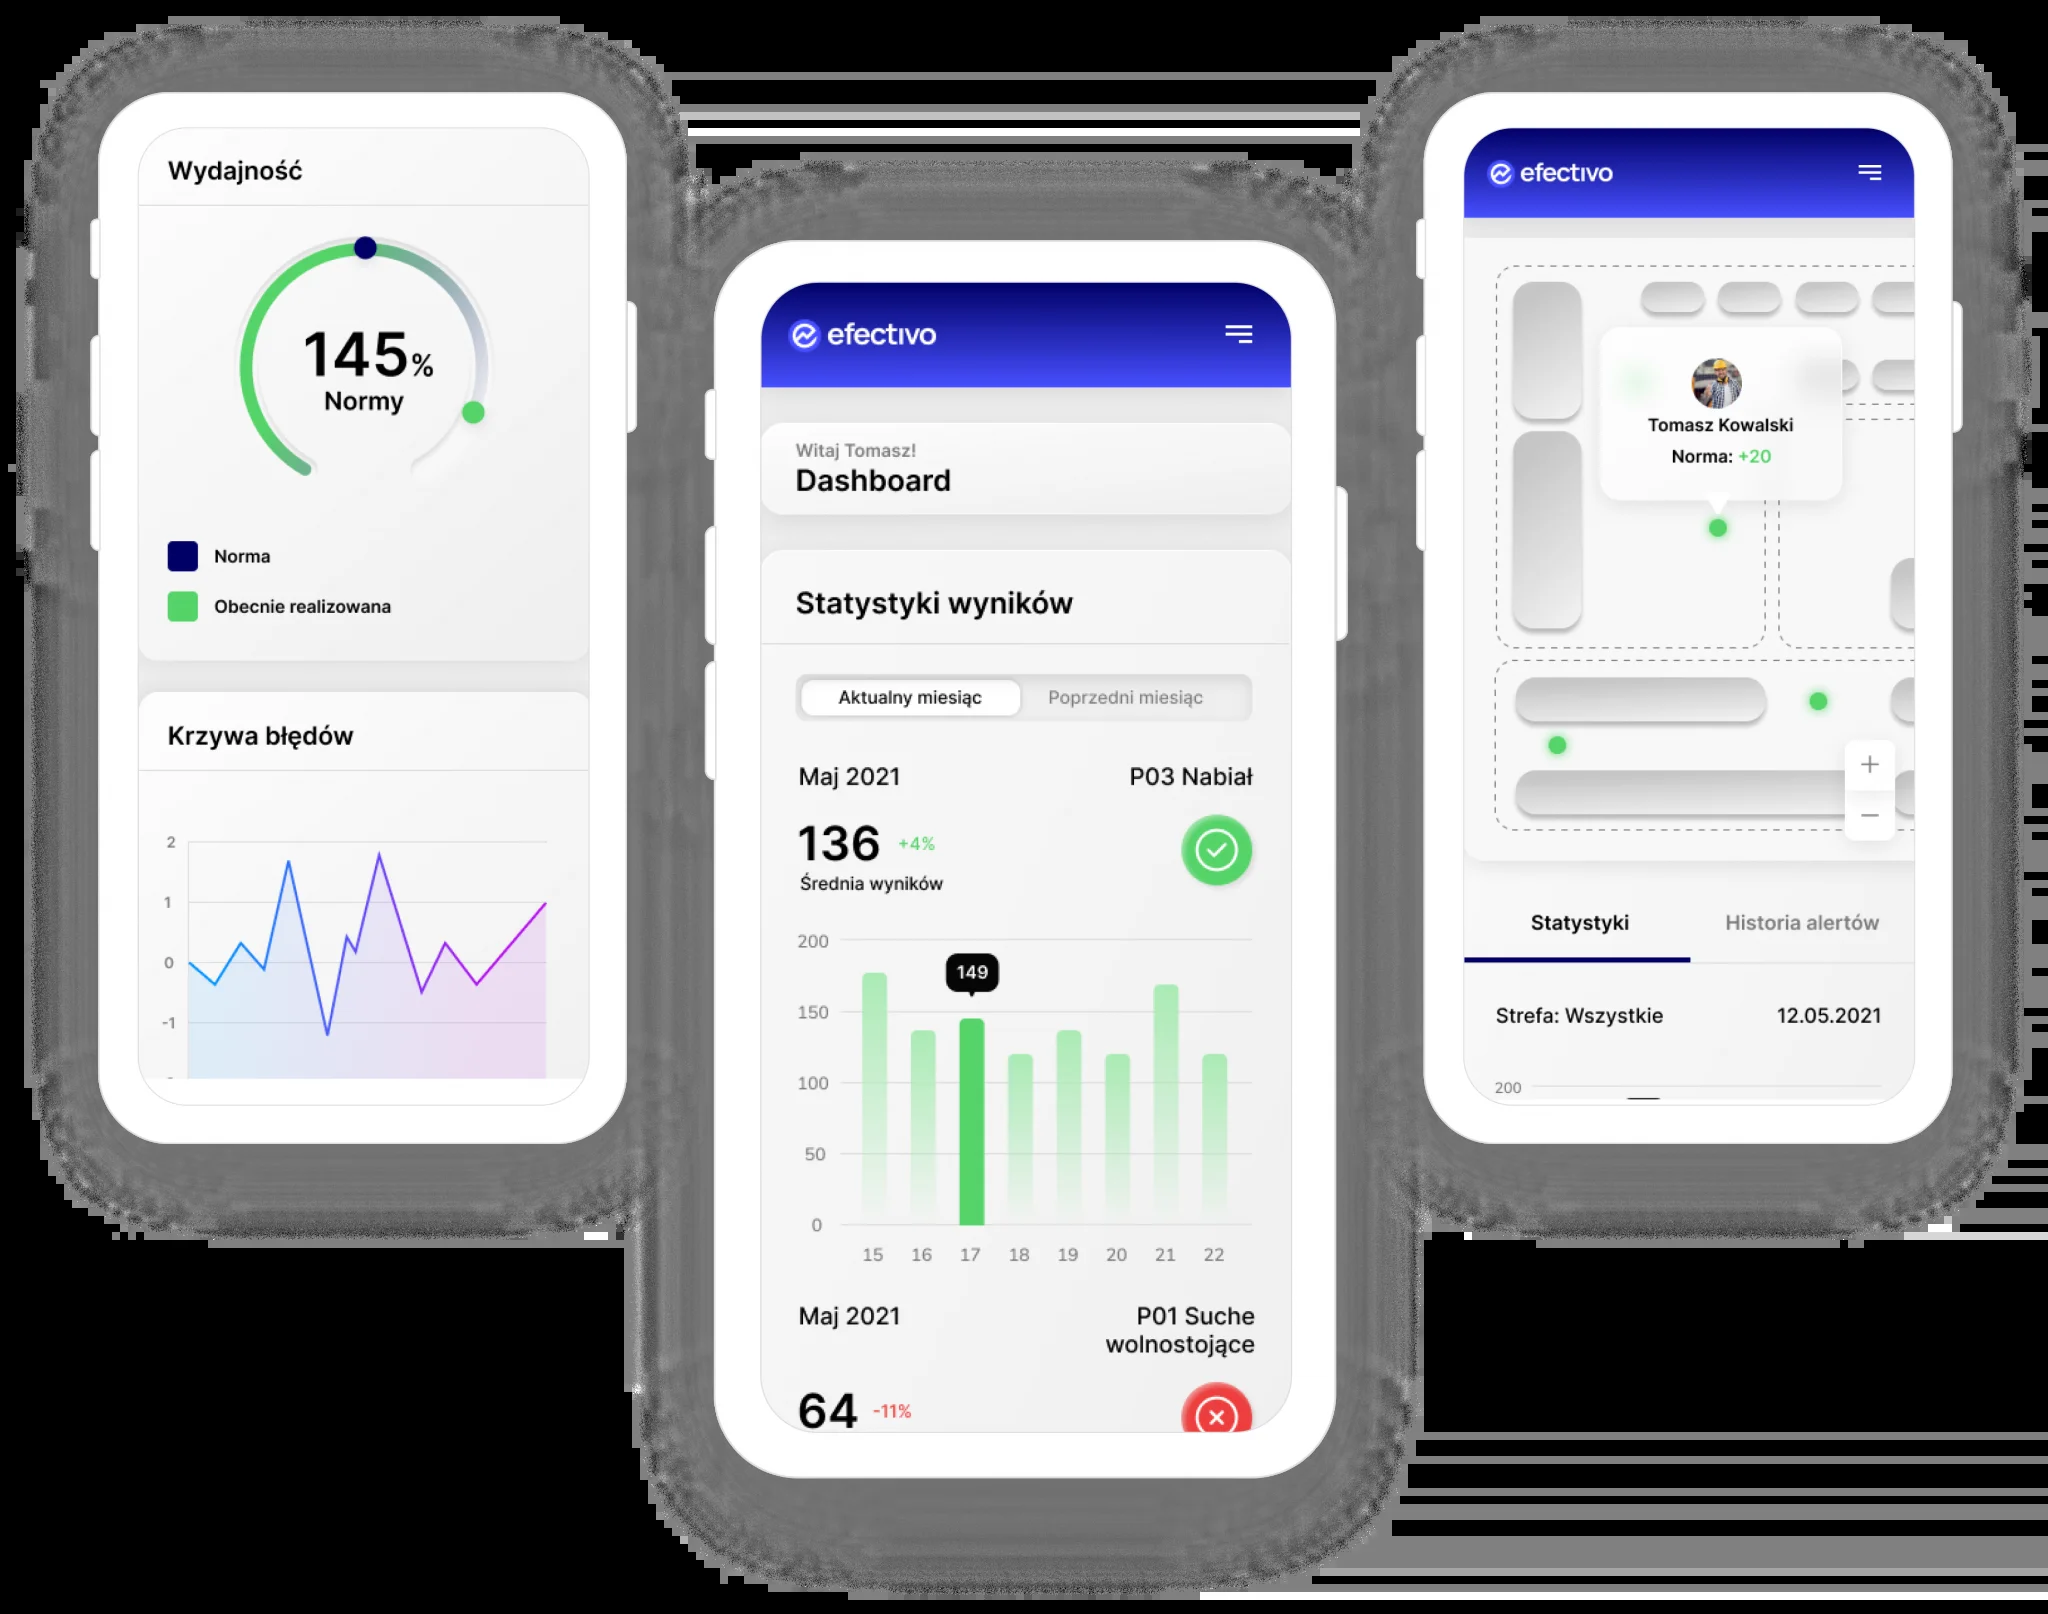 Wydajność
145%
Normy
Norma
Obecnie realizowana
Krzywa błędów
2
1
0
-1
efectivo
Witaj Tomasz!
Dashboard
Statystyki wyników
Aktualny miesiąc
Poprzedni miesiąc
Maj 2021
P03 Nabiał
136 +4%
Średnia wyników
200
149
150
100
50
0
15 16 17 18 19 20 21 22
Maj 2021
P01 Suche
wolnostojące
64 -11%
efectivo
Tomasz Kowalski
Norma: +20
+
−
Statystyki
Historia alertów
Strefa: Wszystkie
12.05.2021
200